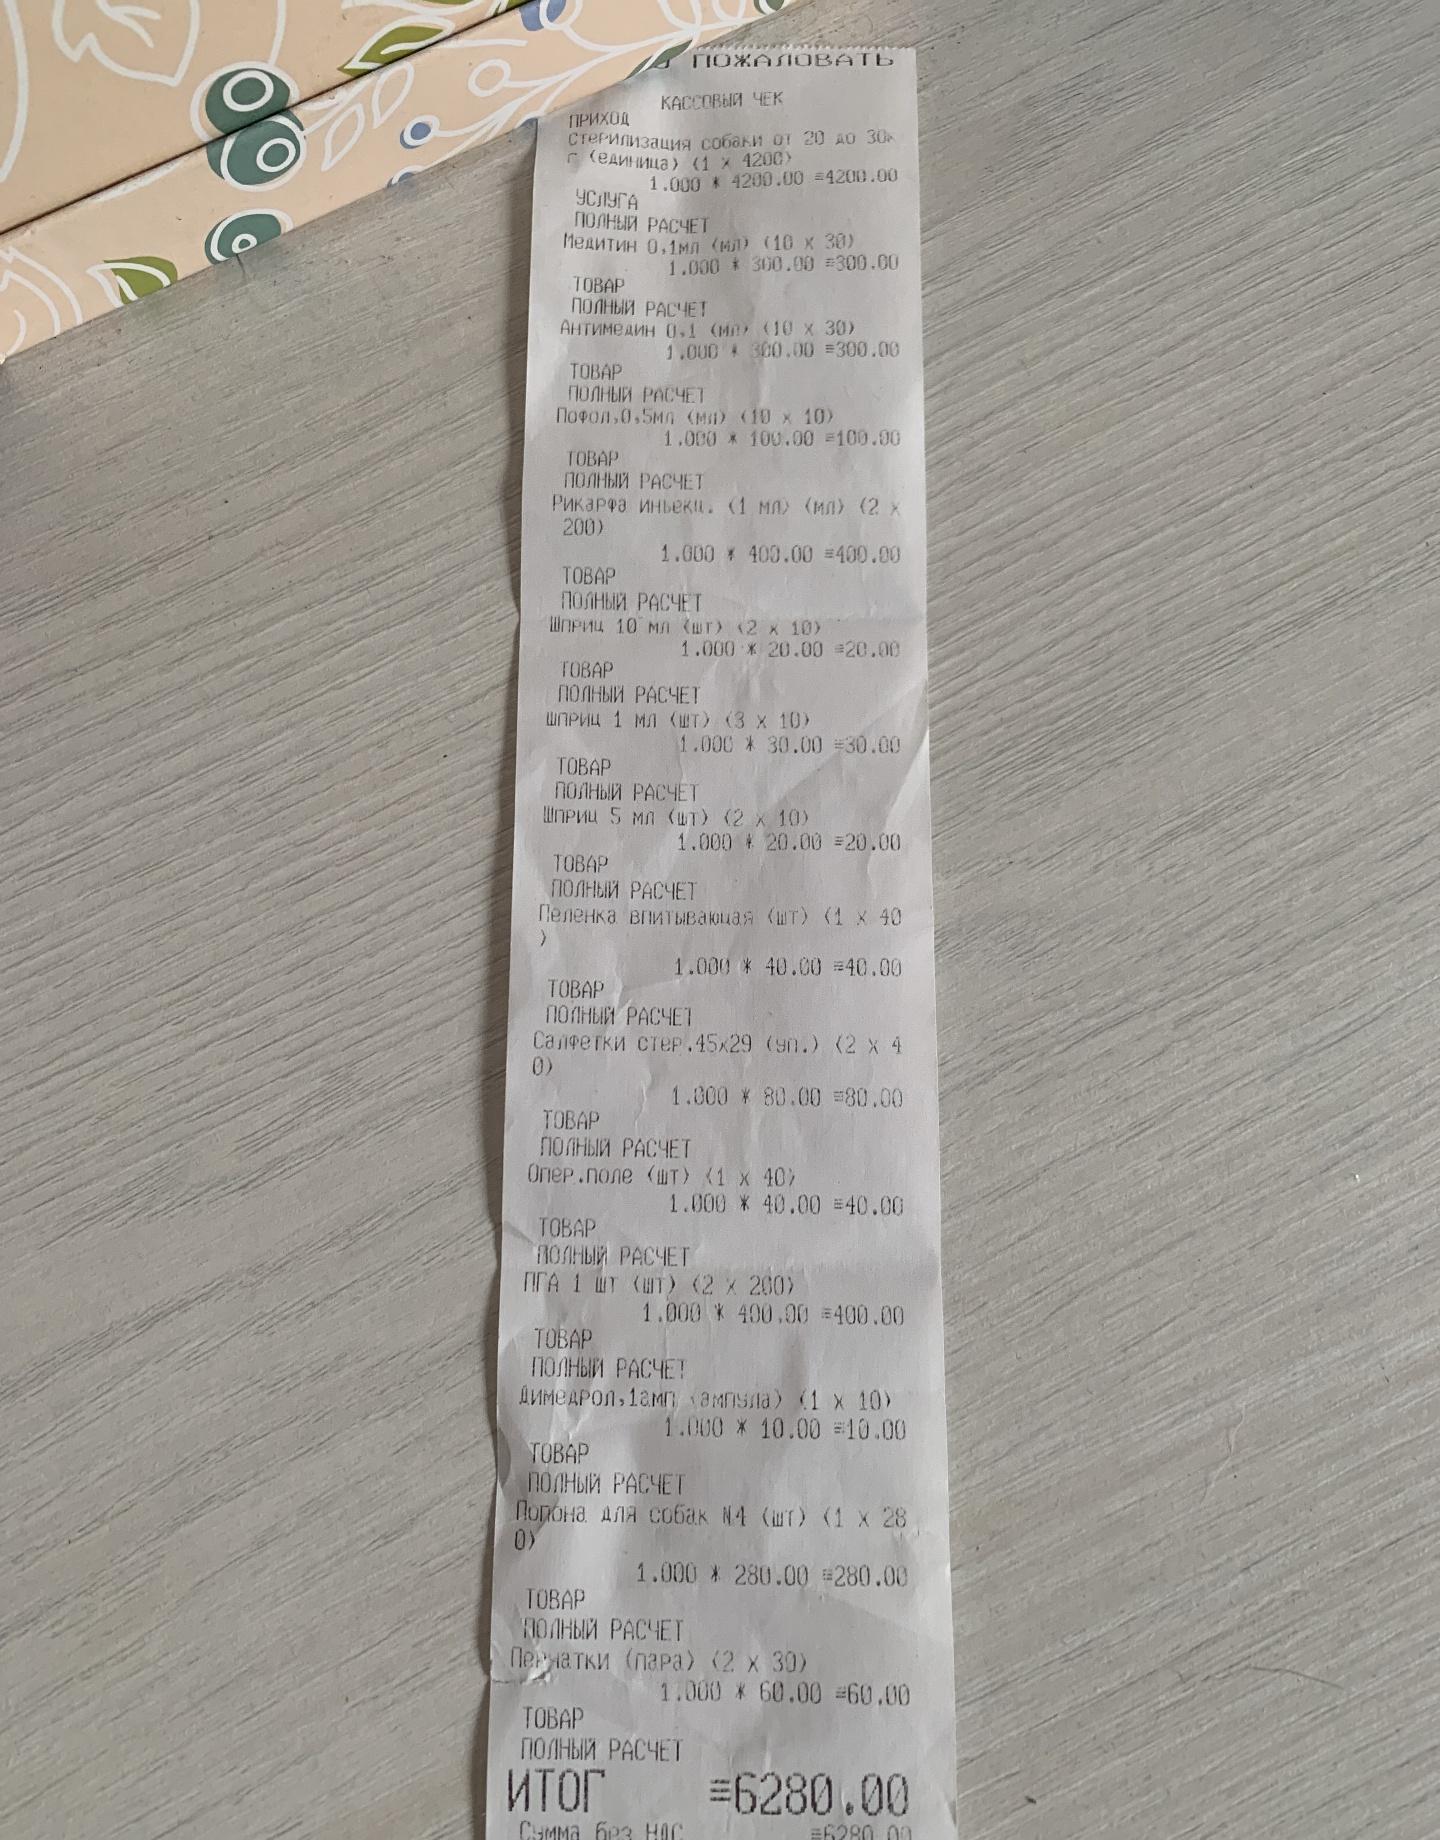 ПОЖАЛОВАТЬ
КАССОВЫЙ ЧЕК
ПРИХОД
Стерилизация собаки от 20 до 30к
г (единица) (1 x 4200)
1.000 * 4200.00 ≡4200.00
УСЛУГА
ПОЛНЫЙ РАСЧЕТ
Медитин 0,1мл (мл) (10 x 30)
1.000 * 300.00 ≡300.00
ТОВАР
ПОЛНЫЙ РАСЧЕТ
Антимедин 0,1 (мл) (10 x 30)
1.000 * 300.00 ≡300.00
ТОВАР
ПОЛНЫЙ РАСЧЕТ
Пофол,0,5мл (мл) (10 x 10)
1.000 * 100.00 ≡100.00
ТОВАР
ПОЛНЫЙ РАСЧЕТ
Рикарфа иньекц. (1 мл) (мл) (2 x
200)
1.000 * 400.00 ≡400.00
ТОВАР
ПОЛНЫЙ РАСЧЕТ
Шприц 10 мл (шт) (2 x 10)
1.000 * 20.00 ≡20.00
ТОВАР
ПОЛНЫЙ РАСЧЕТ
шприц 1 мл (шт) (3 x 10)
1.000 * 30.00 ≡30.00
ТОВАР
ПОЛНЫЙ РАСЧЕТ
Шприц 5 мл (шт) (2 x 10)
1.000 * 20.00 ≡20.00
ТОВАР
ПОЛНЫЙ РАСЧЕТ
Пеленка впитывающая (шт) (1 x 40
)
1.000 * 40.00 ≡40.00
ТОВАР
ПОЛНЫЙ РАСЧЕТ
Салфетки стер.45x29 (уп.) (2 x 4
0)
1.000 * 80.00 ≡80.00
ТОВАР
ПОЛНЫЙ РАСЧЕТ
Опер.поле (шт) (1 x 40)
1.000 * 40.00 ≡40.00
ТОВАР
ПОЛНЫЙ РАСЧЕТ
ПГА 1 шт (шт) (2 x 200)
1.000 * 400.00 ≡400.00
ТОВАР
ПОЛНЫЙ РАСЧЕТ
Димедрол,1амп (ампула) (1 x 10)
1.000 * 10.00 ≡10.00
ТОВАР
ПОЛНЫЙ РАСЧЕТ
Попона для собак N4 (шт) (1 x 28
0)
1.000 * 280.00 ≡280.00
ТОВАР
ПОЛНЫЙ РАСЧЕТ
Перчатки (пара) (2 x 30)
1.000 * 60.00 ≡60.00
ТОВАР
ПОЛНЫЙ РАСЧЕТ
ИТОГ ≡6280.00
Сумма без НДС ≡6280.00